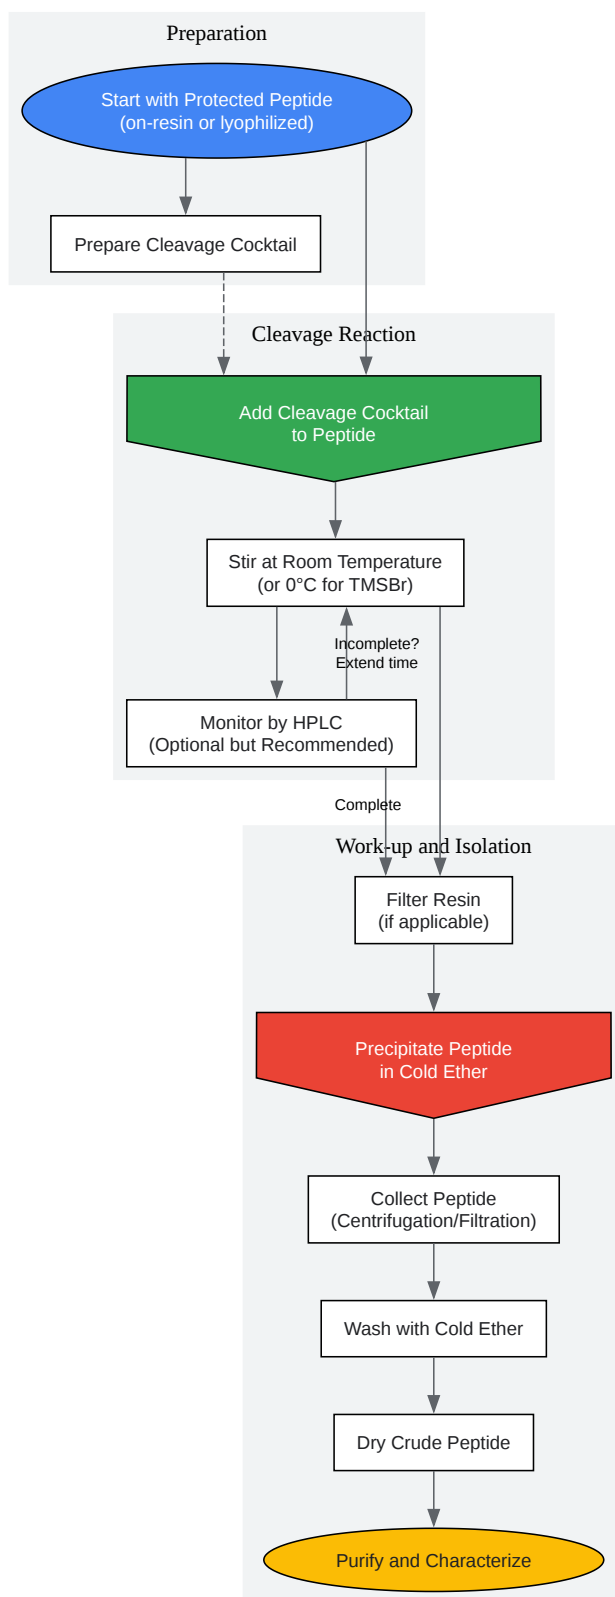 Preparation
Start with Protected Peptide
(on-resin or lyophilized)
Prepare Cleavage Cocktail
Cleavage Reaction
Add Cleavage Cocktail
to Peptide
Stir at Room Temperature
(or 0°C for TMSBr)
Incomplete?
Extend time
Monitor by HPLC
(Optional but Recommended)
Complete
Work-up and Isolation
Filter Resin
(if applicable)
Precipitate Peptide
in Cold Ether
Collect Peptide
(Centrifugation/Filtration)
Wash with Cold Ether
Dry Crude Peptide
Purify and Characterize